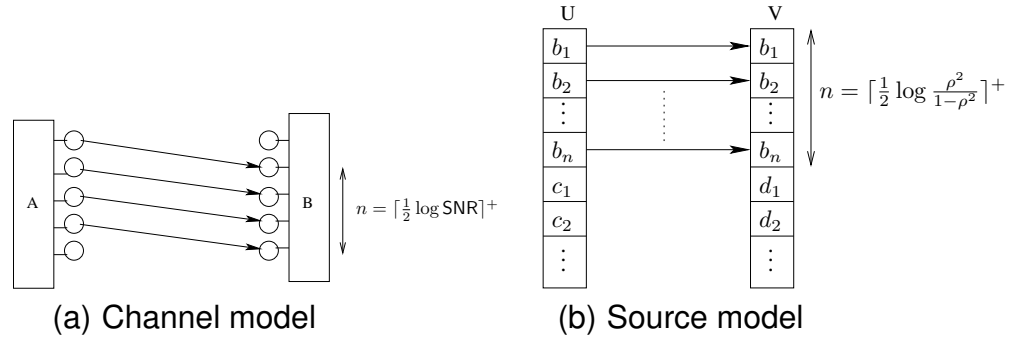 A
B
n = ⌈½ log SNR⌉⁺
(a) Channel model
U V
b₁ b₁
b₂ b₂
⋮ ⋮
bₙ bₙ
c₁ d₁
c₂ d₂
⋮ ⋮
n = ⌈½ log ρ²/(1−ρ²)⌉⁺
(b) Source model